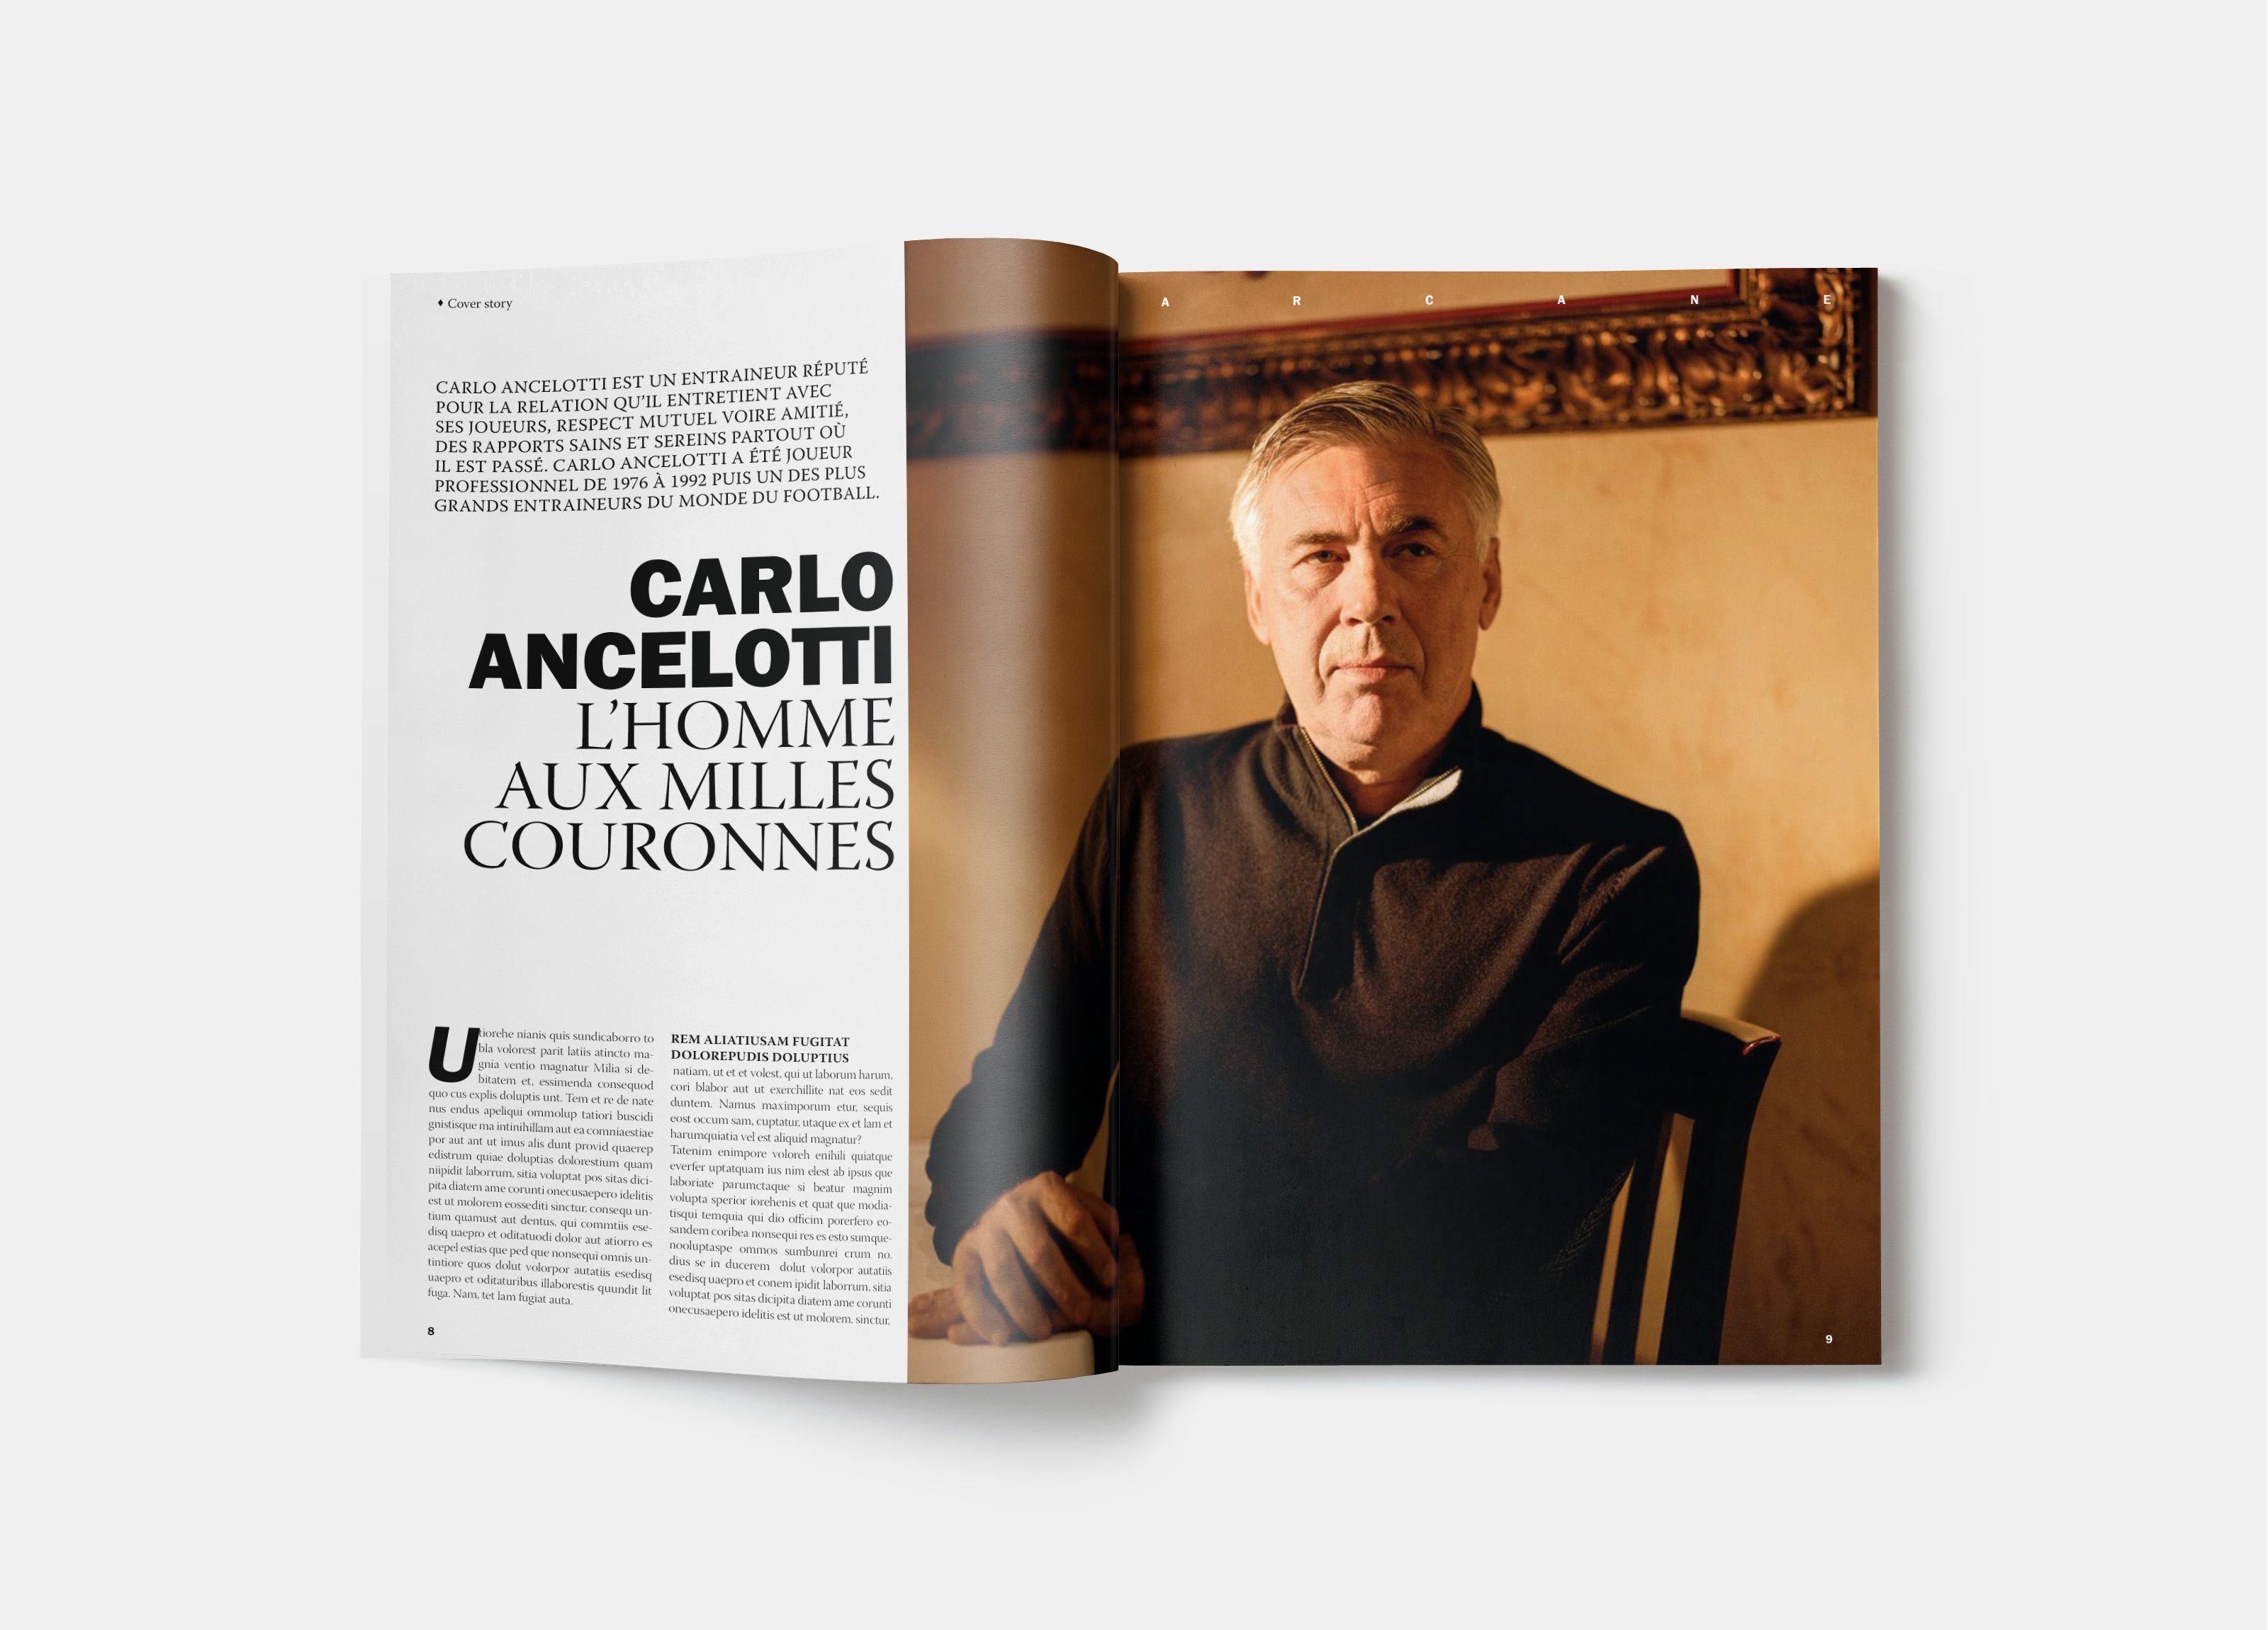 ♦ Cover story
CARLO ANCELOTTI EST UN ENTRAINEUR RÉPUTÉ
POUR LA RELATION QU'IL ENTRETIENT AVEC
SES JOUEURS, RESPECT MUTUEL VOIRE AMITIÉ,
DES RAPPORTS SAINS ET SEREINS PARTOUT OÙ
IL EST PASSÉ. CARLO ANCELOTTI A ÉTÉ JOUEUR
PROFESSIONNEL DE 1976 À 1992 PUIS UN DES PLUS
GRANDS ENTRAINEURS DU MONDE DU FOOTBALL.
CARLO
ANCELOTTI
L'HOMME
AUX MILLES
COURONNES
Utiorehe nianis quis sundicaborro to
bla volorest parit latiis atincto ma-
gnia ventio magnatur Milia si de-
bitatem et, essimenda consequod
quo cus explis doluptis unt. Tem et re de nate
nus endus apeliqui ommolup tatiori buscidi
gnistisque ma intinihillam aut ea comniaestiae
por aut ant ut imus alis dunt provid quaerep
edistrum quiae doluptias dolorestium quam
niipidit laborrum, sitia voluptat pos sitas dici-
pita diatem ame corunti onecusaepero idelitis
est ut molorem eossediti sinctur, consequ un-
tium quamust aut dentus, qui commtiis ese-
disq uaepro et oditatuodi dolor aut atiorro es
acepel estias que ped que nonsequi omnis un-
tintiore quos dolut volorpor autatiis esedisq
uaepro et oditaturibus illaborestis quundit lit
fuga. Nam, tet lam fugiat auta.
REM ALIATIUSAM FUGITAT
DOLOREPUDIS DOLUPTIUS
natiam, ut et et volest, qui ut laborum harum,
cori blabor aut ut exerchillite nat eos sedit
duntem. Namus maximporum etur, sequis
eost occum sam, cuptatur, utaque ex et lam et
harumquiatia vel est aliquid magnatur?
Tatenim enimpore voloreh enihili quiatque
everfer uptatquam ius nim elest ab ipsus que
laboriate parumctaque si beatur magnim
volupta sperior iorehenis et quat que modia-
tisqui temquia qui dio officim porerfero eo-
sandem coribea nonsequi res es esto sumque-
nooluptaspe ommos sumbunrei crum no.
dius se in ducerem dolut volorpor autatiis
esedisq uaepro et conem ipidit laborrum, sitia
voluptat pos sitas dicipita diatem ame corunti
onecusaepero idelitis est ut molorem. sinctur,
8
A R C A N E
9